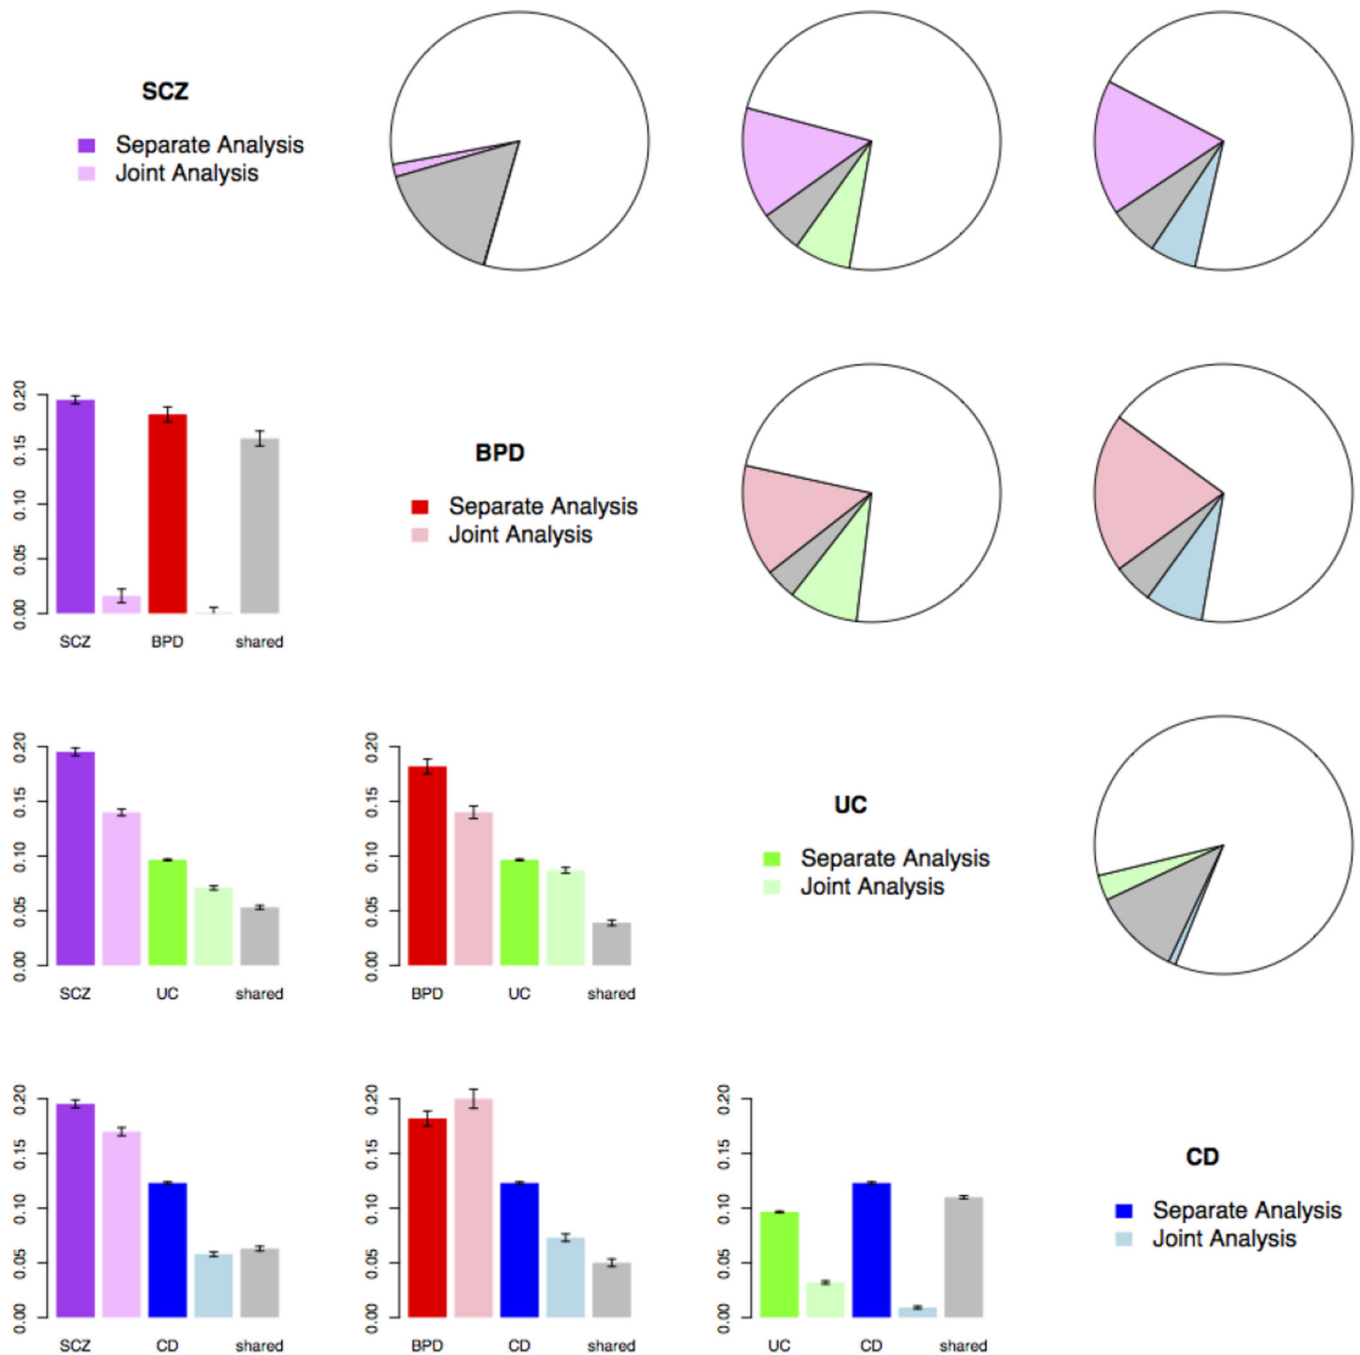 SCZ
Separate Analysis
Joint Analysis
0.20
0.15
0.10
0.05
0.00
SCZ BPD shared
BPD
Separate Analysis
Joint Analysis
0.20
0.15
0.10
0.05
0.00
SCZ UC shared
0.20
0.15
0.10
0.05
0.00
BPD UC shared
UC
Separate Analysis
Joint Analysis
0.20
0.15
0.10
0.05
0.00
SCZ CD shared
0.20
0.15
0.10
0.05
0.00
BPD CD shared
0.20
0.15
0.10
0.05
0.00
UC CD shared
CD
Separate Analysis
Joint Analysis